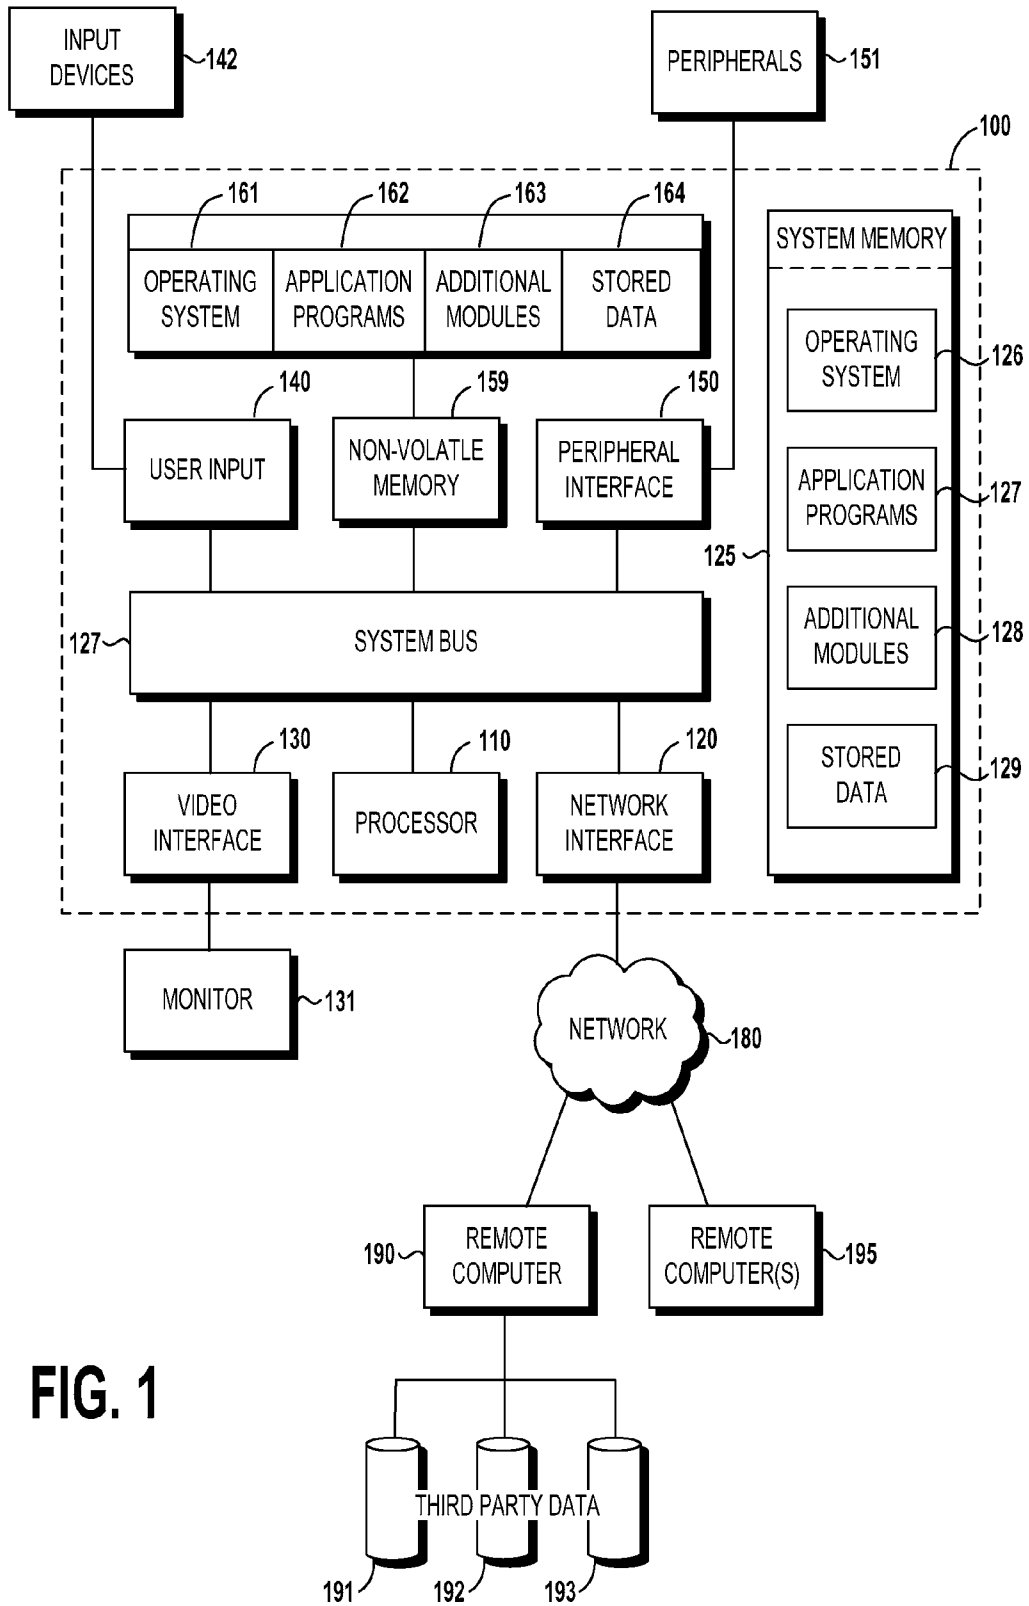 INPUT
DEVICES
142
PERIPHERALS
151
100
161
162
163
164
OPERATING
SYSTEM
APPLICATION
PROGRAMS
ADDITIONAL
MODULES
STORED
DATA
SYSTEM MEMORY
OPERATING
SYSTEM
126
APPLICATION
PROGRAMS
127
125
ADDITIONAL
MODULES
128
STORED
DATA
129
140
USER INPUT
159
NON-VOLATLE
MEMORY
150
PERIPHERAL
INTERFACE
127
SYSTEM BUS
130
VIDEO
INTERFACE
110
PROCESSOR
120
NETWORK
INTERFACE
MONITOR
131
NETWORK
180
190
REMOTE
COMPUTER
REMOTE
COMPUTER(S)
195
FIG. 1
THIRD PARTY DATA
191
192
193